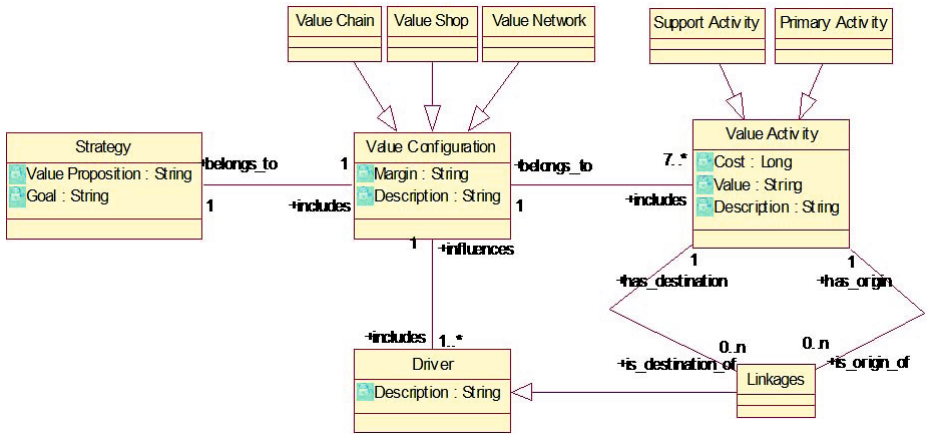 Value Chain
Value Shop
Value Network
Support Activity
Primary Activity
Strategy
Value Proposition : String
Goal : String
+belongs_to
1
1
+includes
Value Configuration
Margin : String
Description : String
+belongs_to
1
7..*
+includes
Value Activity
Cost : Long
Value : String
Description : String
1
+influences
1
+has_destination
1
+has_origin
+includes
1..*
0..n
+is_destination_of
0..n
+is_origin_of
Driver
Description : String
Linkages